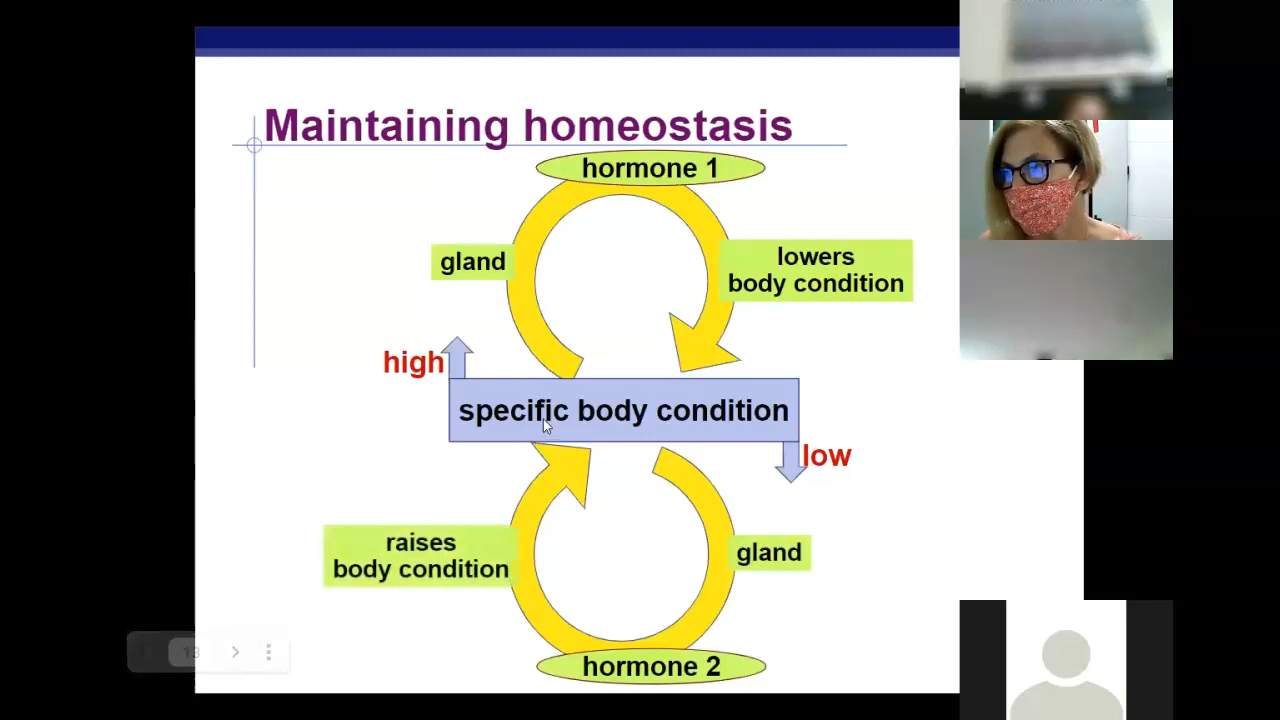 Maintaining homeostasis
hormone 1
gland
lowers
body condition
high
specific body condition
low
raises
body condition
gland
hormone 2
13